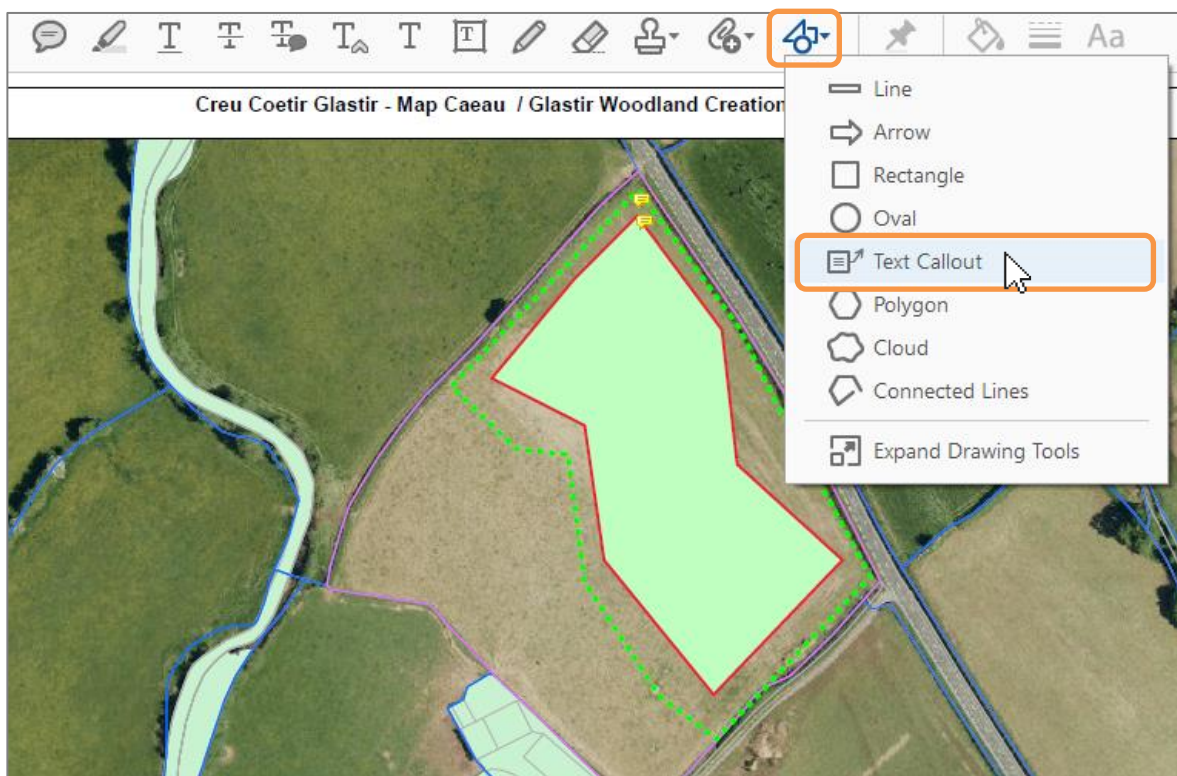 T T T T T T
Aa
Creu Coetir Glastir - Map Caeau / Glastir Woodland Creation
Line
Arrow
Rectangle
Oval
Text Callout
Polygon
Cloud
Connected Lines
Expand Drawing Tools